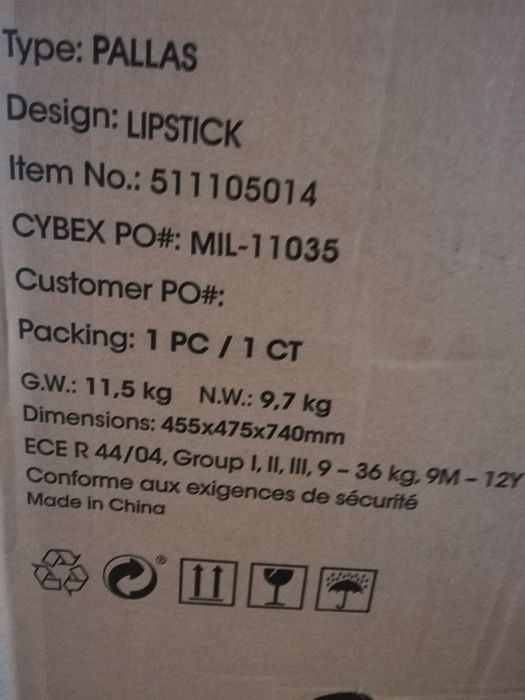 Type: PALLAS
Design: LIPSTICK
Item No.: 511105014
CYBEX PO#: MIL-11035
Customer PO#:
Packing: 1 PC / 1 CT
G.W.: 11,5 kg N.W.: 9,7 kg
Dimensions: 455x475x740mm
ECE R 44/04, Group I, II, III, 9 – 36 kg, 9M – 12Y
Conforme aux exigences de sécurité
Made in China
®